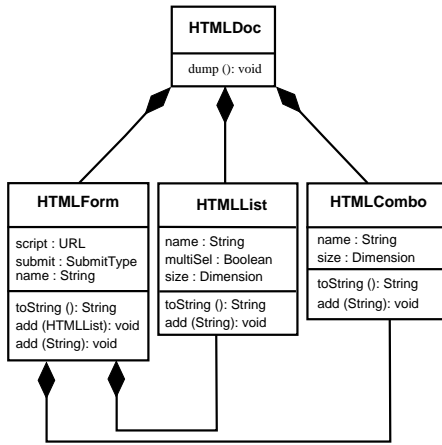 HTMLDoc
dump (): void
HTMLForm
script : URL
submit : SubmitType
name : String
toString (): String
add (HTMLList): void
add (String): void
HTMLList
name : String
multiSel : Boolean
size : Dimension
toString (): String
add (String): void
HTMLCombo
name : String
size : Dimension
toString (): String
add (String): void